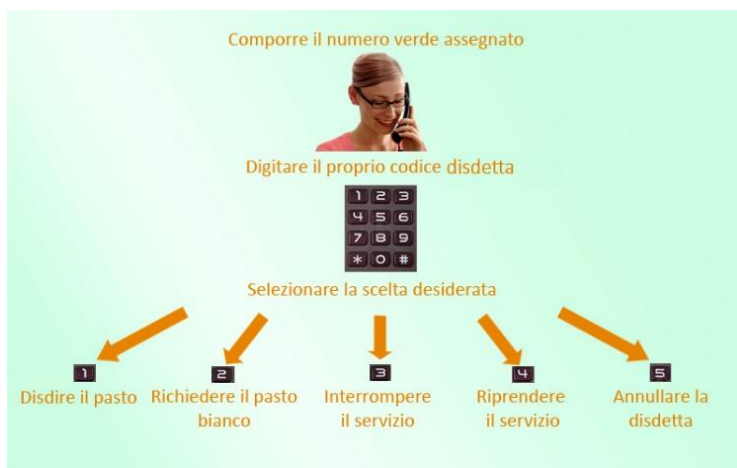 Comporre il numero verde assegnato
Digitare il proprio codice disdetta
1 2 3
4 5 6
7 8 9
* 0 #
Selezionare la scelta desiderata
1
Disdire il pasto
2
Richiedere il pasto
bianco
3
Interrompere
il servizio
4
Riprendere
il servizio
5
Annullare la
disdetta